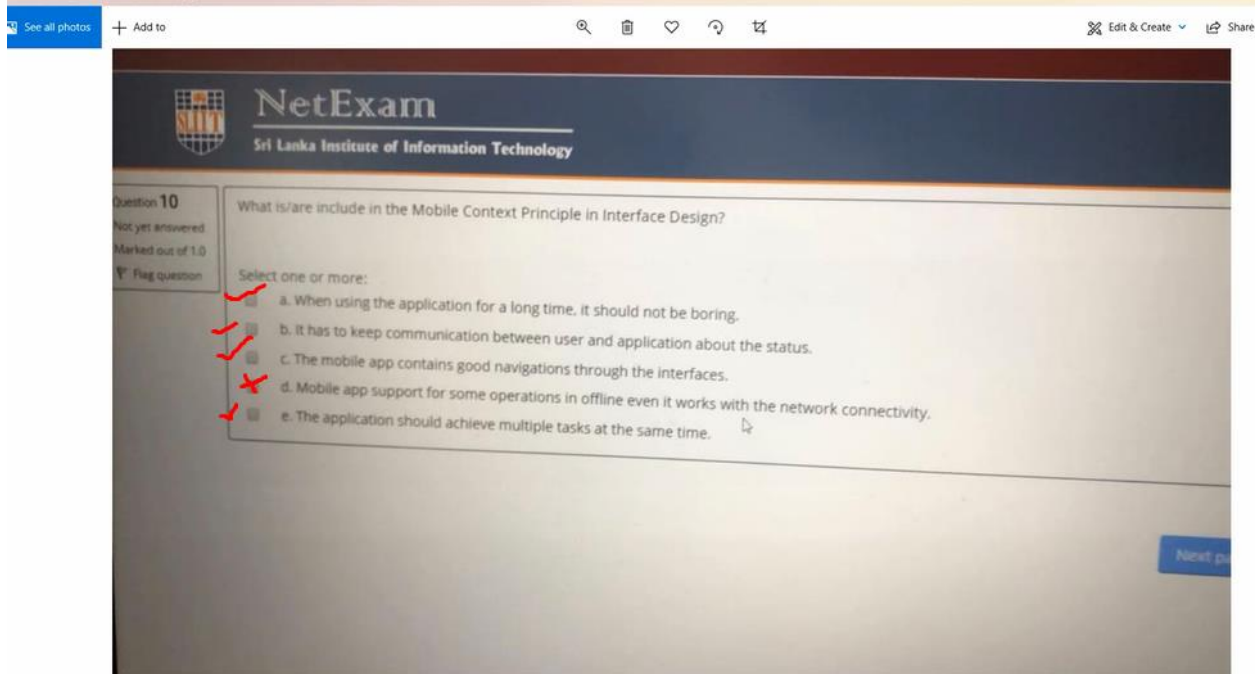 See all photos
Add to
Edit & Create
Share
SLIIT
NetExam
Sri Lanka Institute of Information Technology
Question 10
Not yet answered
Marked out of 1.0
Flag question
What is/are include in the Mobile Context Principle in Interface Design?
Select one or more:
a. When using the application for a long time, it should not be boring.
b. It has to keep communication between user and application about the status.
c. The mobile app contains good navigations through the interfaces.
d. Mobile app support for some operations in offline even it works with the network connectivity.
e. The application should achieve multiple tasks at the same time.
Next pa